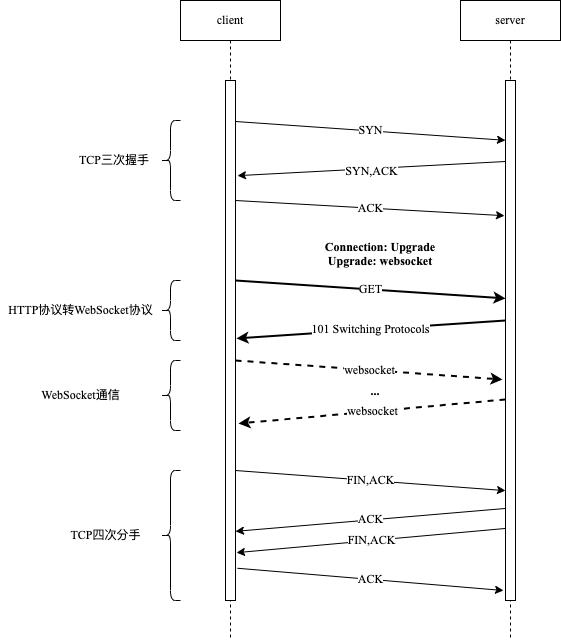 client
server
SYN
TCP三次握手
SYN,ACK
ACK
Connection: Upgrade
Upgrade: websocket
GET
HTTP协议转WebSocket协议
101 Switching Protocols
websocket
WebSocket通信
...
websocket
FIN,ACK
ACK
TCP四次分手
FIN,ACK
ACK